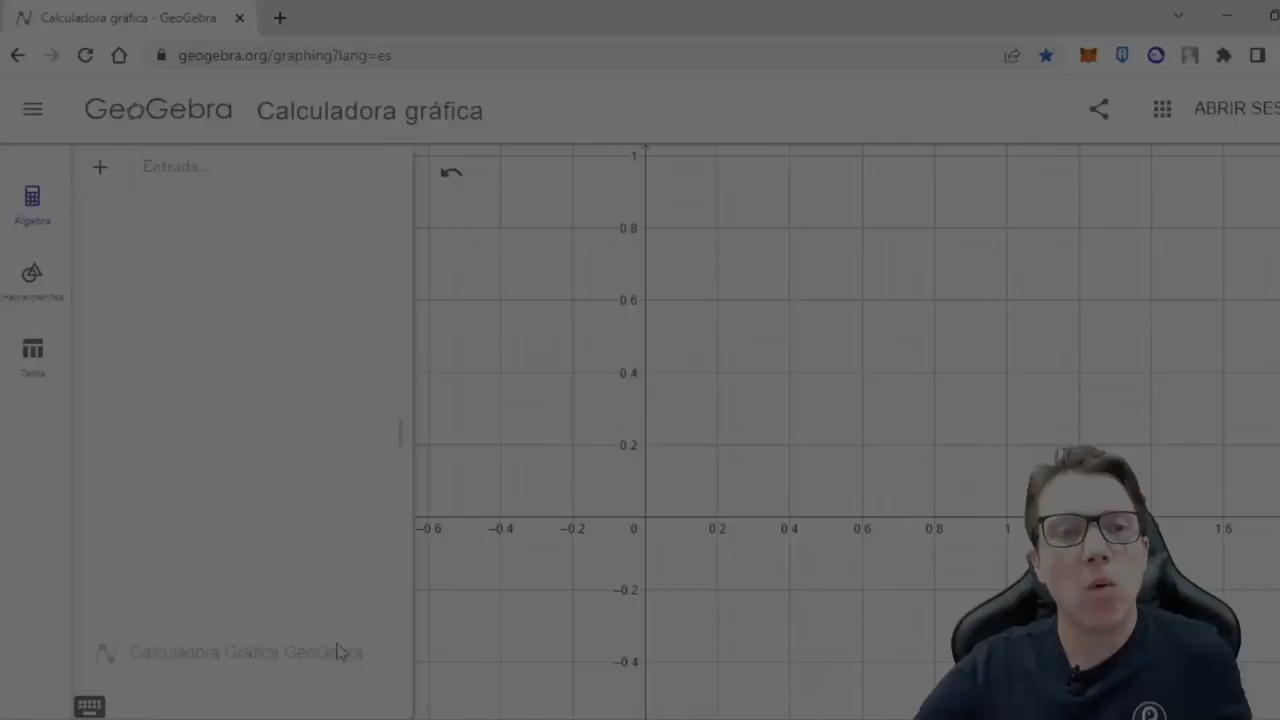 Calculadora gráfica - GeoGebra
geogebra.org/graphing?lang=es
GeoGebra Calculadora gráfica ABRIR SES
Entrada...
Álgebra
Herramientas
Tabla
1
0.8
0.6
0.4
0.2
−0.6 −0.4 −0.2 0 0.2 0.4 0.6 0.8 1 1.6
−0.2
−0.4
Calculadora Gráfica GeoGebra